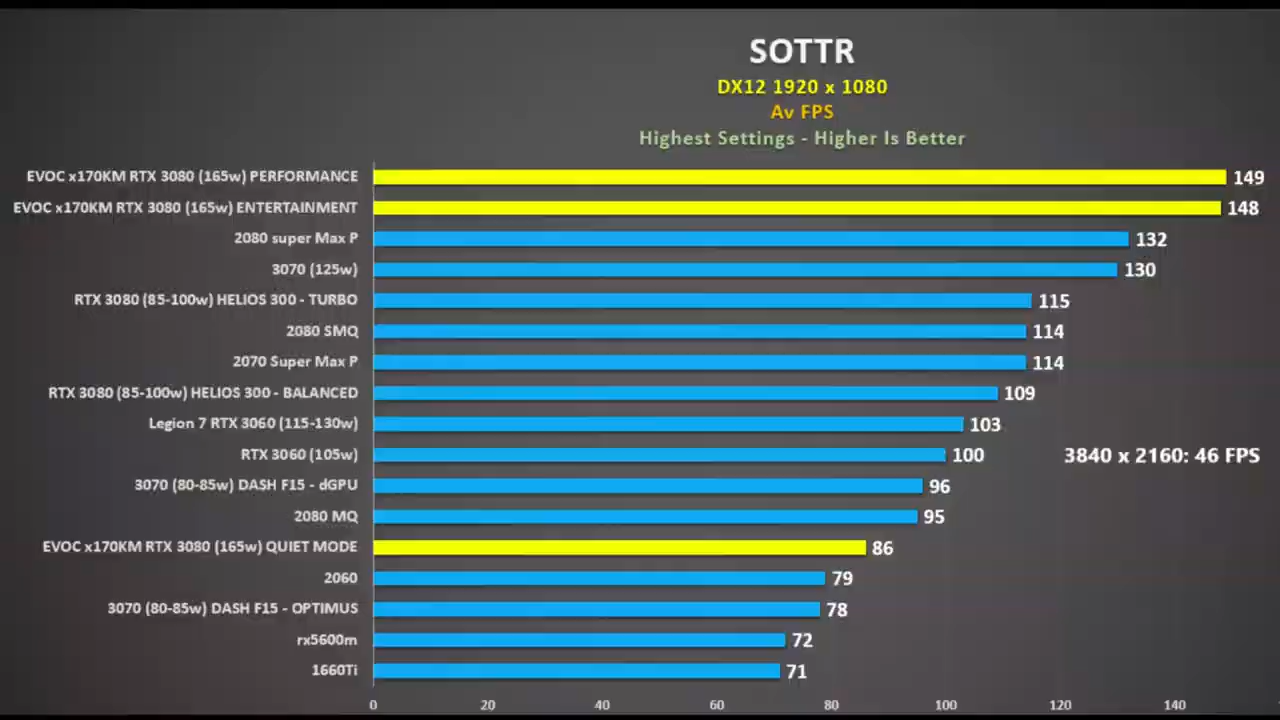 SOTTR
DX12 1920 x 1080
Av FPS
Highest Settings - Higher Is Better
EVOC x170KM RTX 3080 (165w) PERFORMANCE 149
EVOC x170KM RTX 3080 (165w) ENTERTAINMENT 148
2080 super Max P 132
3070 (125w) 130
RTX 3080 (85-100w) HELIOS 300 - TURBO 115
2080 SMQ 114
2070 Super Max P 114
RTX 3080 (85-100w) HELIOS 300 - BALANCED 109
Legion 7 RTX 3060 (115-130w) 103
RTX 3060 (105w) 100 3840 x 2160: 46 FPS
3070 (80-85w) DASH F15 - dGPU 96
2080 MQ 95
EVOC x170KM RTX 3080 (165w) QUIET MODE 86
2060 79
3070 (80-85w) DASH F15 - OPTIMUS 78
rx5600m 72
1660Ti 71
0 20 40 60 80 100 120 140